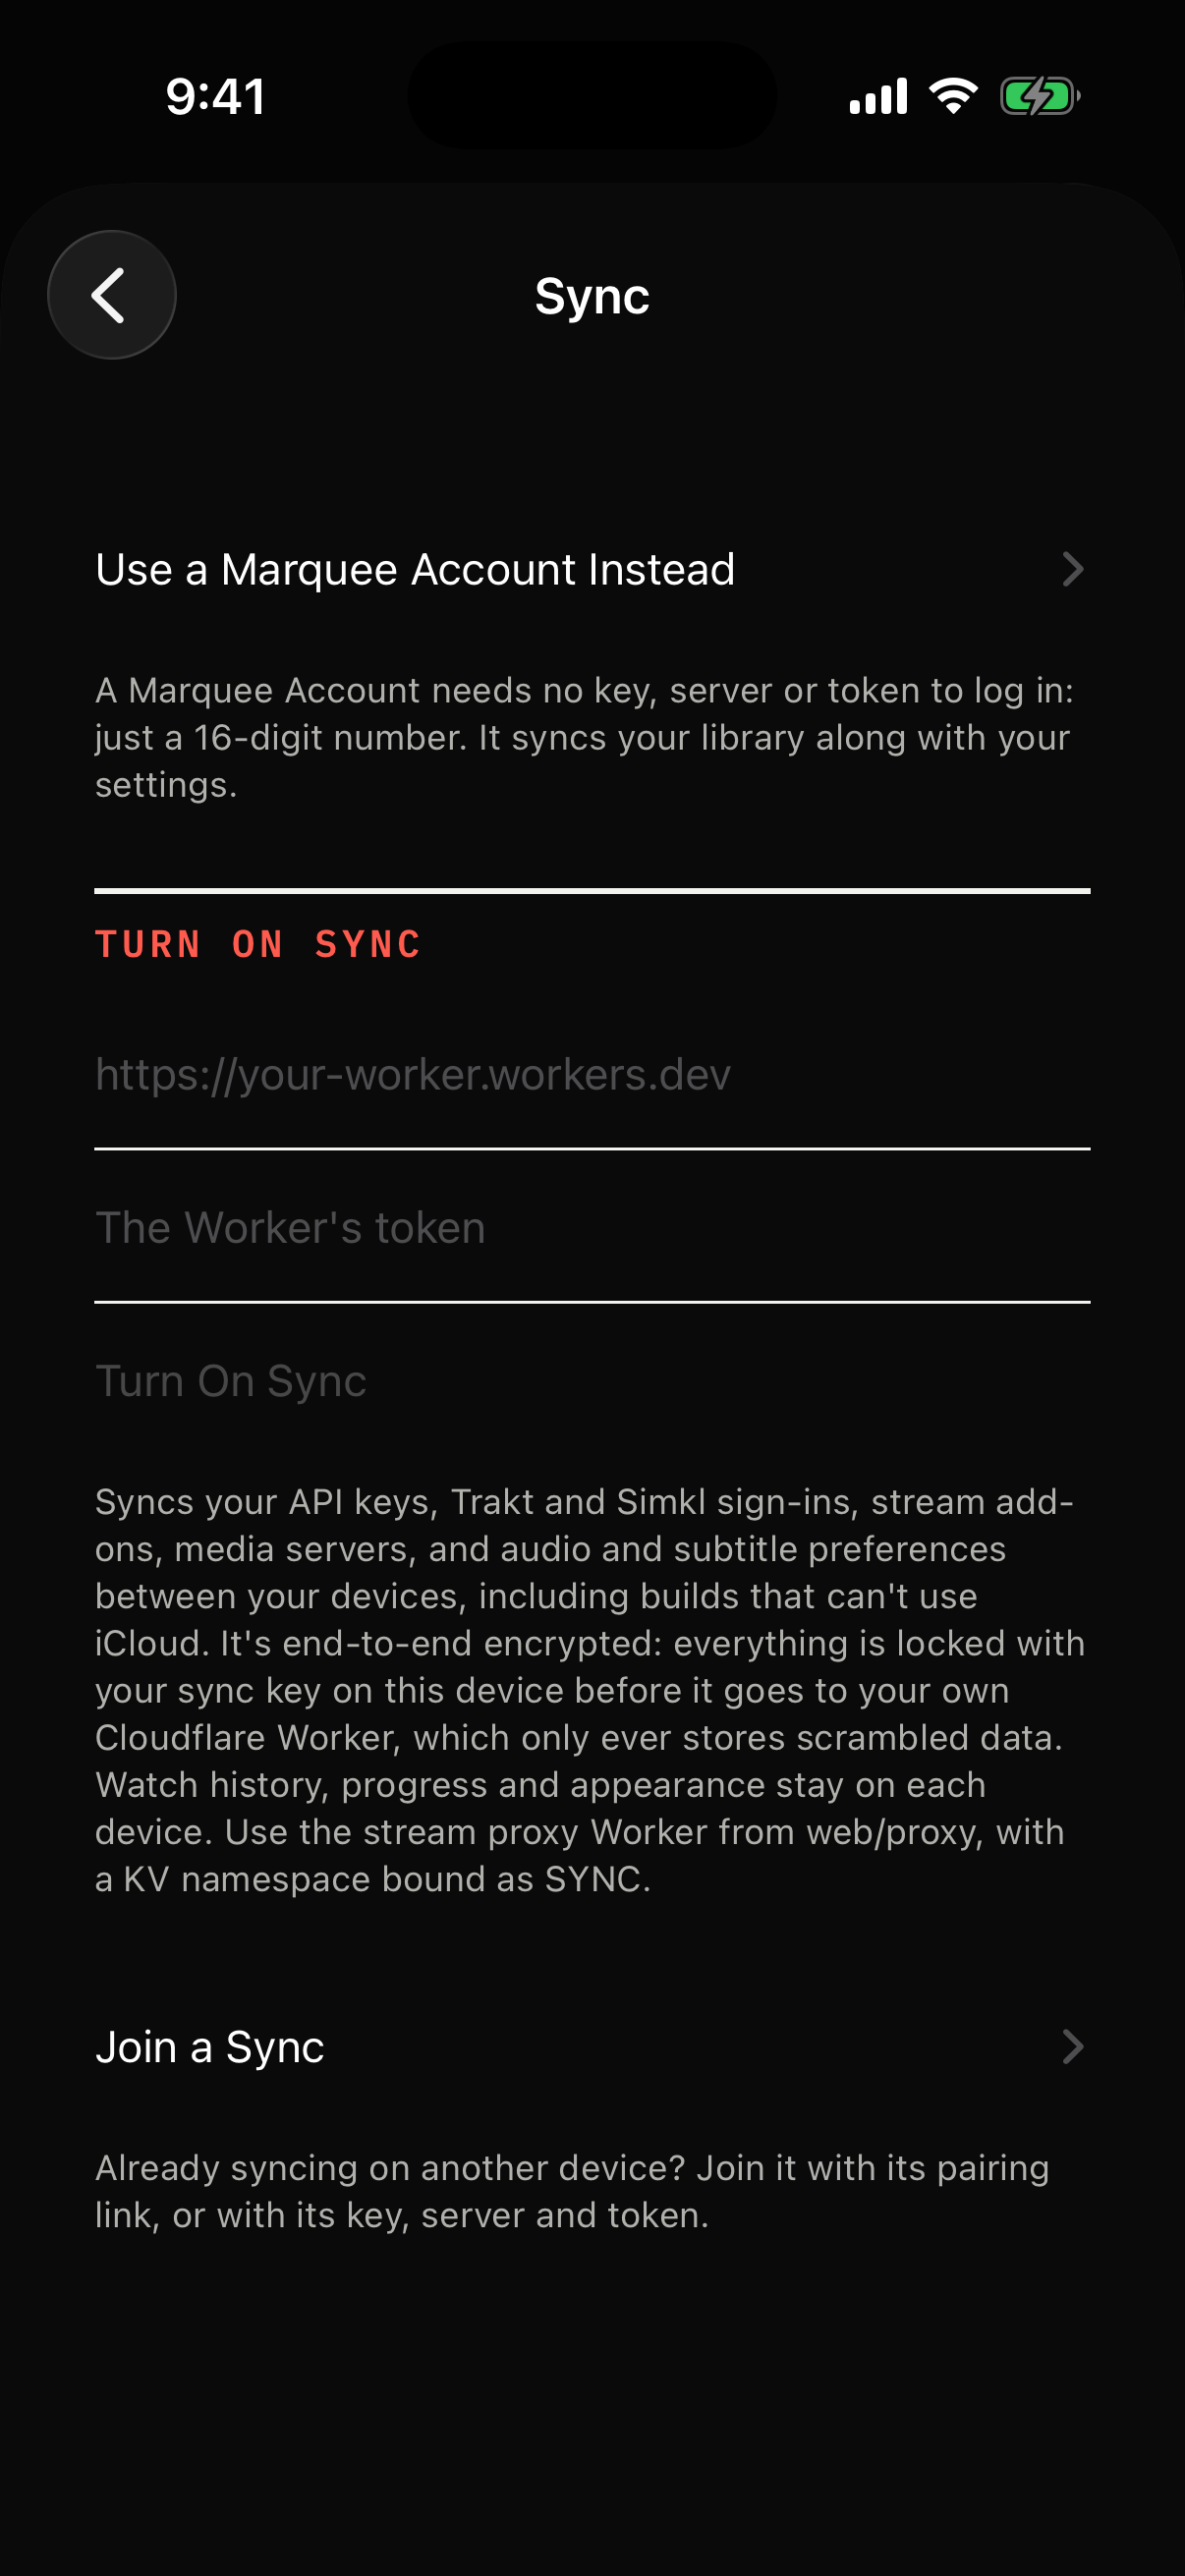 9:41
Sync
Use a Marquee Account Instead
A Marquee Account needs no key, server or token to log in:
just a 16-digit number. It syncs your library along with your
settings.
TURN ON SYNC
https://your-worker.workers.dev
The Worker's token
Turn On Sync
Syncs your API keys, Trakt and Simkl sign-ins, stream add-
ons, media servers, and audio and subtitle preferences
between your devices, including builds that can't use
iCloud. It's end-to-end encrypted: everything is locked with
your sync key on this device before it goes to your own
Cloudflare Worker, which only ever stores scrambled data.
Watch history, progress and appearance stay on each
device. Use the stream proxy Worker from web/proxy, with
a KV namespace bound as SYNC.
Join a Sync
Already syncing on another device? Join it with its pairing
link, or with its key, server and token.